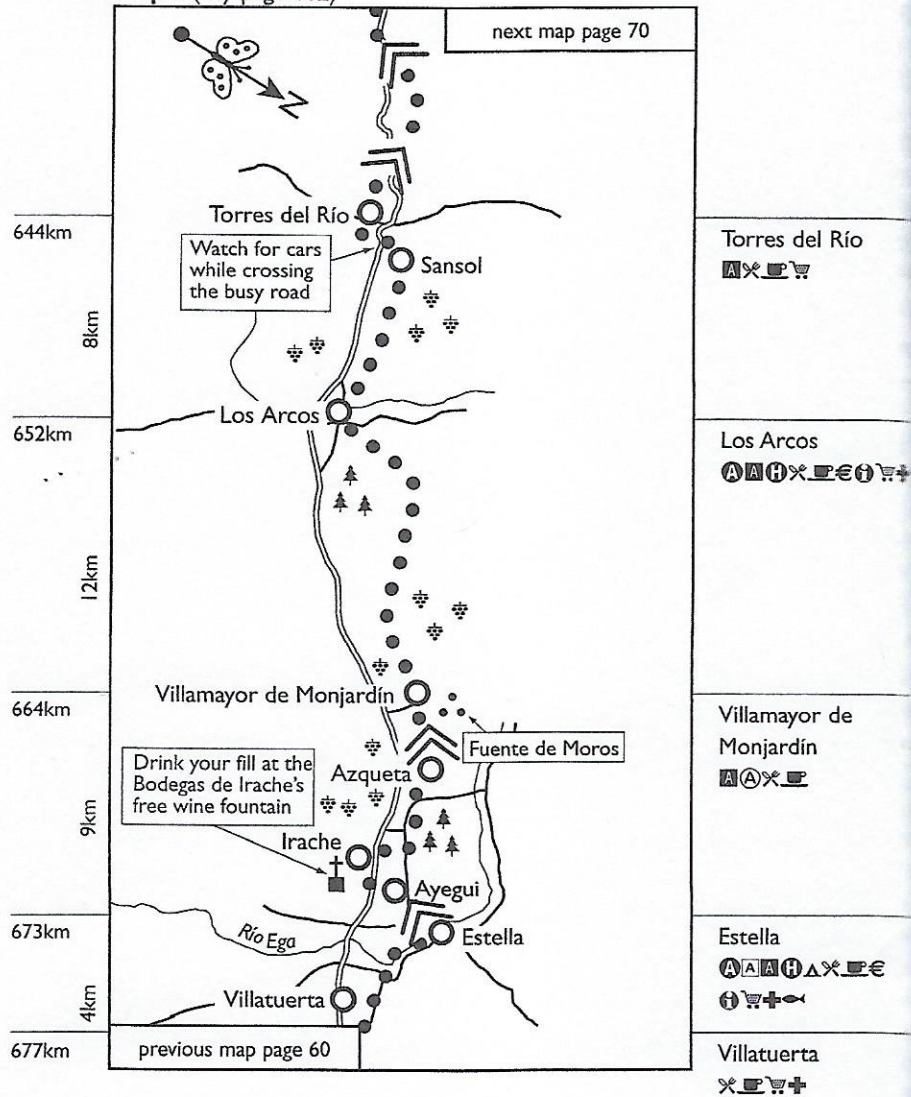 next map page 70
N
Torres del Río
644km
Watch for cars
while crossing
the busy road
Sansol
Torres del Río
A
8km
Los Arcos
652km
Los Arcos
A A H € i
12km
Villamayor de Monjardín
664km
Villamayor de
Monjardín
A A
Fuente de Moros
Drink your fill at the
Bodegas de Irache's
free wine fountain
Azqueta
9km
Irache
Ayegui
673km
Río Ega
Estella
Estella
A A A H €
i
4km
Villatuerta
677km
previous map page 60
Villatuerta